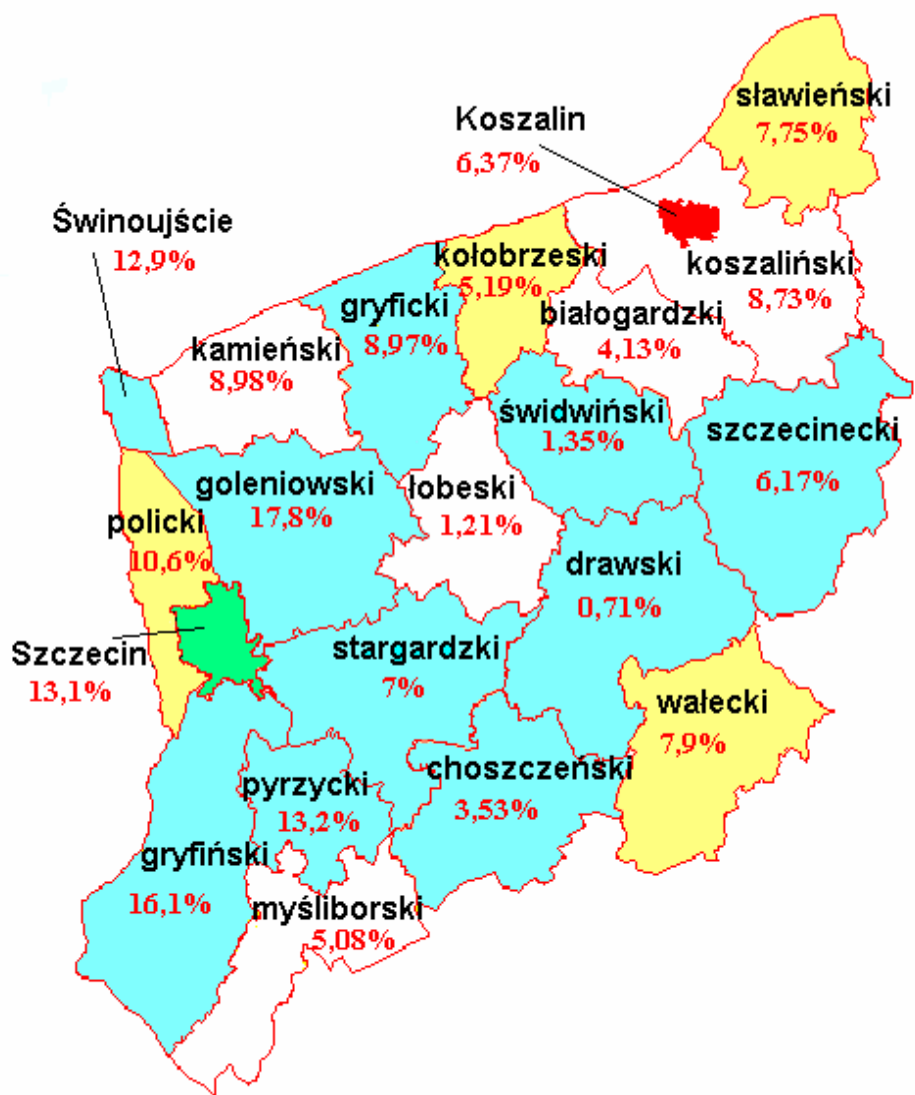 sławieński
7,75%
Koszalin
6,37%
Świnoujście
12,9%
kołobrzeski
5,19%
koszaliński
8,73%
gryficki
8,97%
białogardzki
4,13%
kamieński
8,98%
świdwiński
1,35%
szczecinecki
6,17%
goleniowski
17,8%
łobeski
1,21%
policki
10,6%
drawski
0,71%
Szczecin
13,1%
stargardzki
7%
wałecki
7,9%
choszczeński
3,53%
pyrzycki
13,2%
gryfiński
16,1%
myśliborski
5,08%